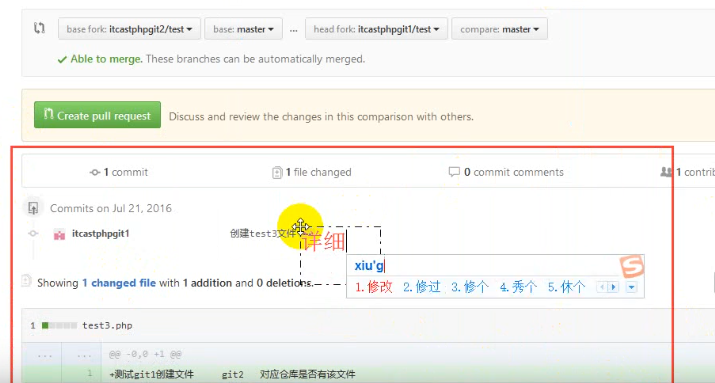 base fork: itcastphpgit2/test base: master ... head fork: itcastphpgit1/test compare: master
Able to merge. These branches can be automatically merged.
Create pull request Discuss and review the changes in this comparison with others.
1 commit 1 file changed 0 commit comments 1 contrib
Commits on Jul 21, 2016
itcastphpgit1 创建test3文件
详细
xiu'g
1.修改 2.修过 3.修个 4.秀个 5.休个
Showing 1 changed file with 1 addition and 0 deletions.
1 test3.php
... ... @@ -0,0 +1 @@
1 +测试git1创建文件 git2 对应仓库是否有该文件